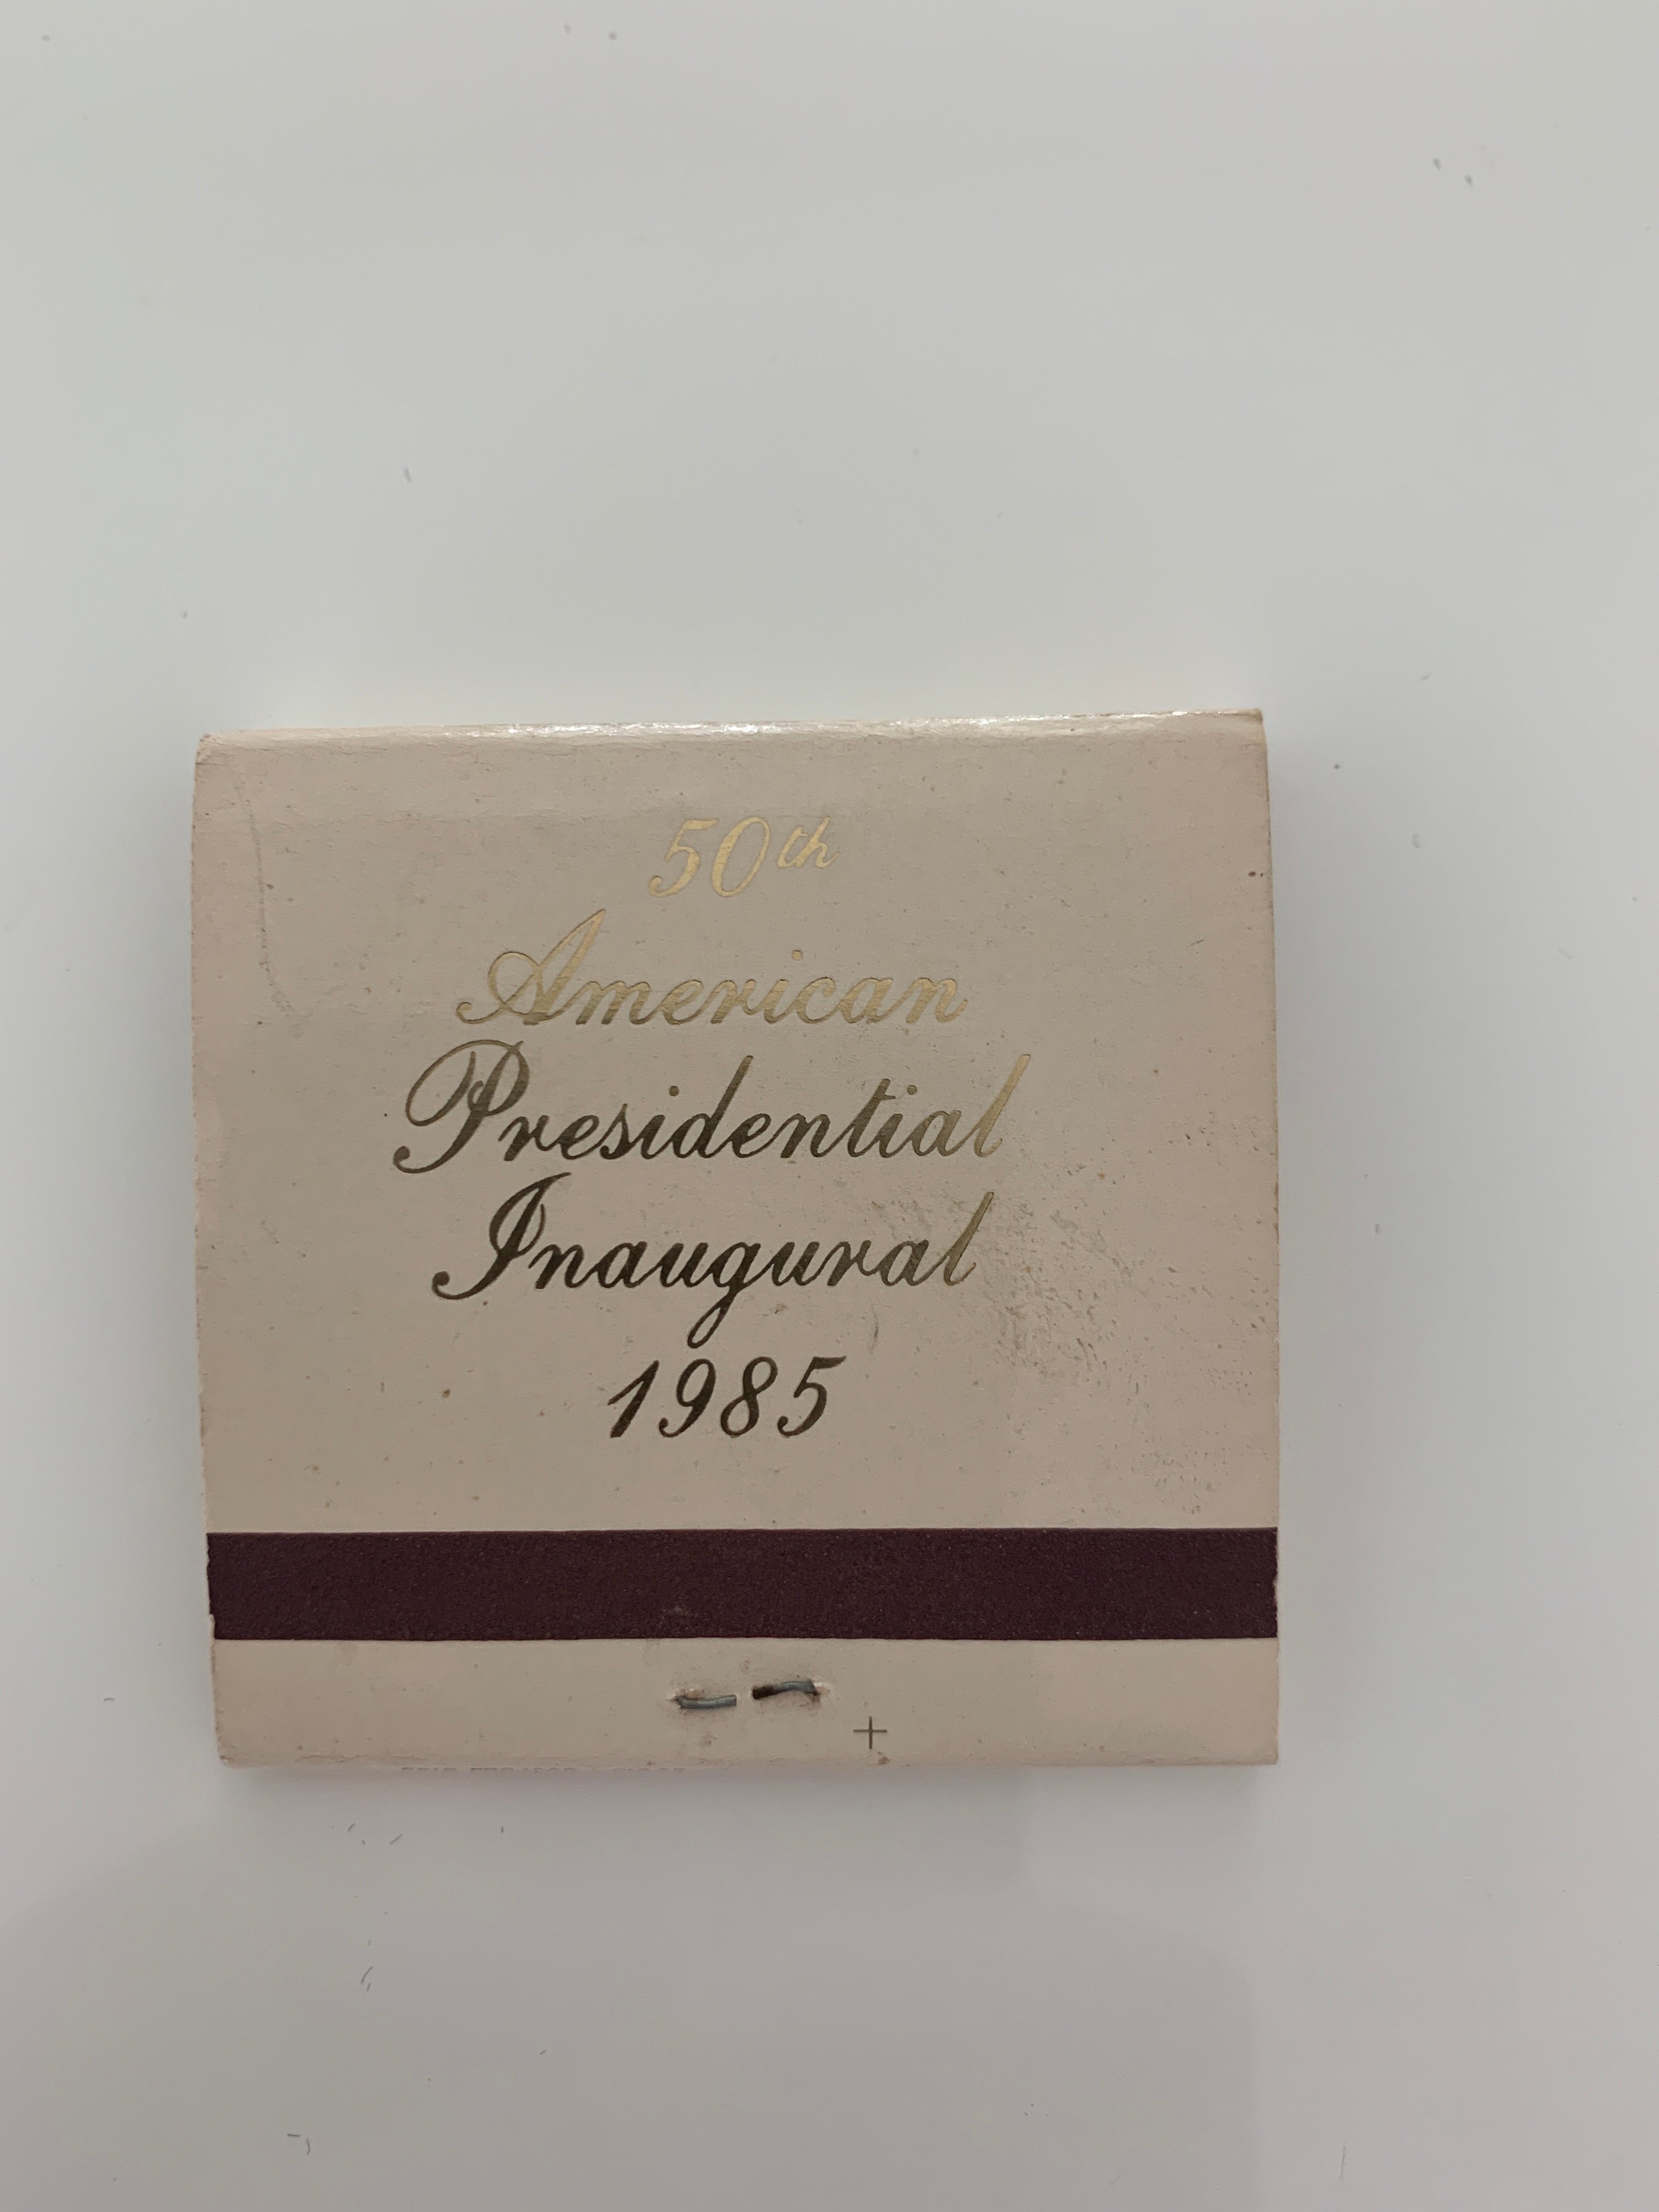 50th
American
Presidential
Inaugural
1985